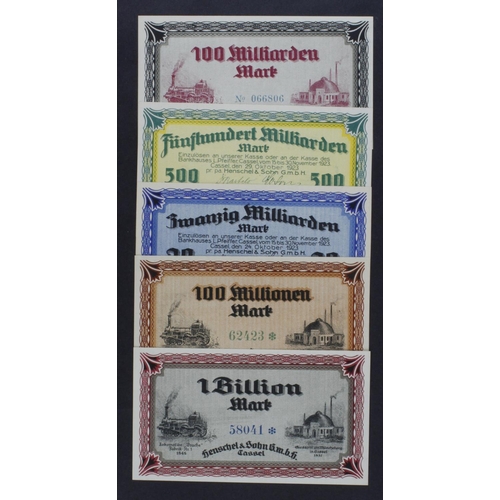 100 Milliarden
Mark
No 066806
Fünfhundert Milliarden
Mark
Einzulösen an unserer Kasse oder an der Kasse des
Bankhauses L. Pfeiffer, Cassel, vom 15. bis 30. November 1923.
Cassel, den 29. Oktober 1923
pr. pa. Henschel & Sohn G.m.b.H.
500
500
Zwanzig Milliarden
Mark
Einzulösen an unserer Kasse oder an der Kasse des
Bankhauses L. Pfeiffer, Cassel, vom 15. bis 30. November 1923.
Cassel, den 24. Oktober 1923
pr. pa. Henschel & Sohn G.m.b.H.
100 Millionen
Mark
62423 *
1 Billion
Mark
58041 *
Henschel & Sohn G.m.b.H.
Cassel